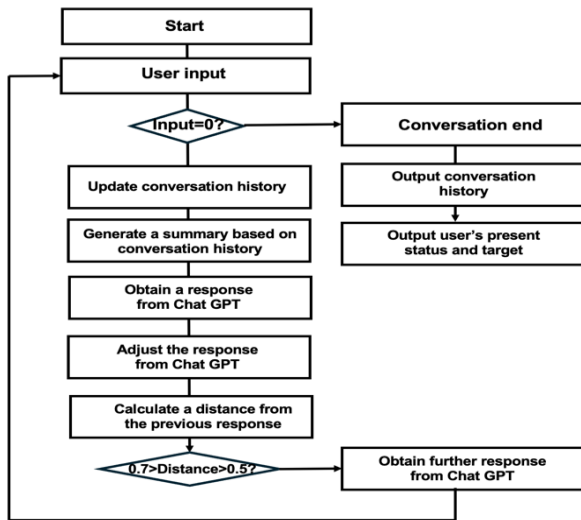 Start
User input
Input=0?
Conversation end
Update conversation history
Output conversation
history
Generate a summary based on
conversation history
Output user's present
status and target
Obtain a response
from Chat GPT
Adjust the response
from Chat GPT
Calculate a distance from
the previous response
0.7>Distance>0.5?
Obtain further response
from Chat GPT